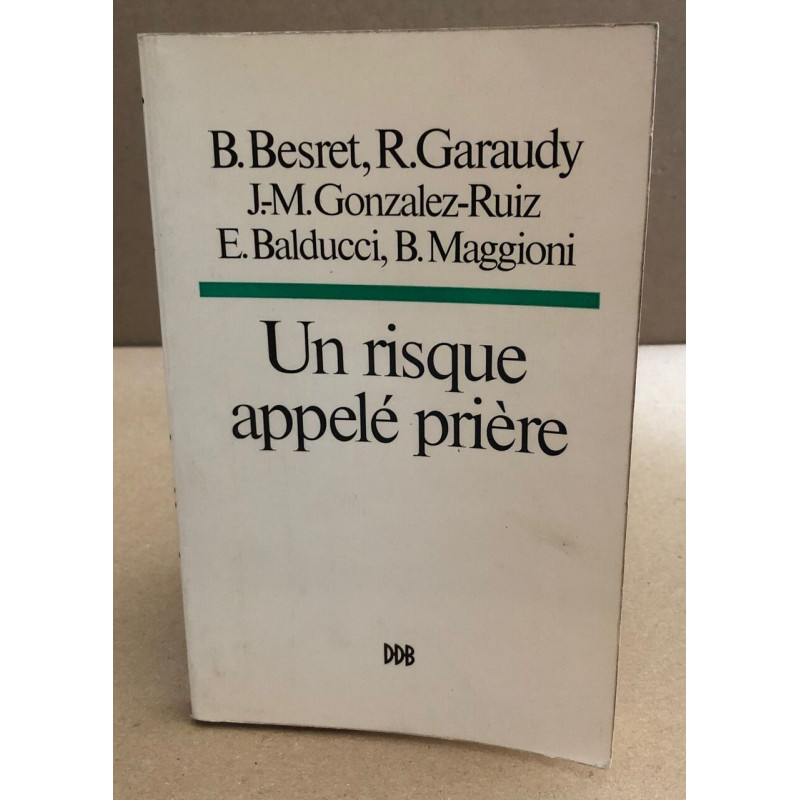 B. Besret, R. Garaudy
J.-M. Gonzalez-Ruiz
E. Balducci, B. Maggioni
Un risque
appelé prière
DDB